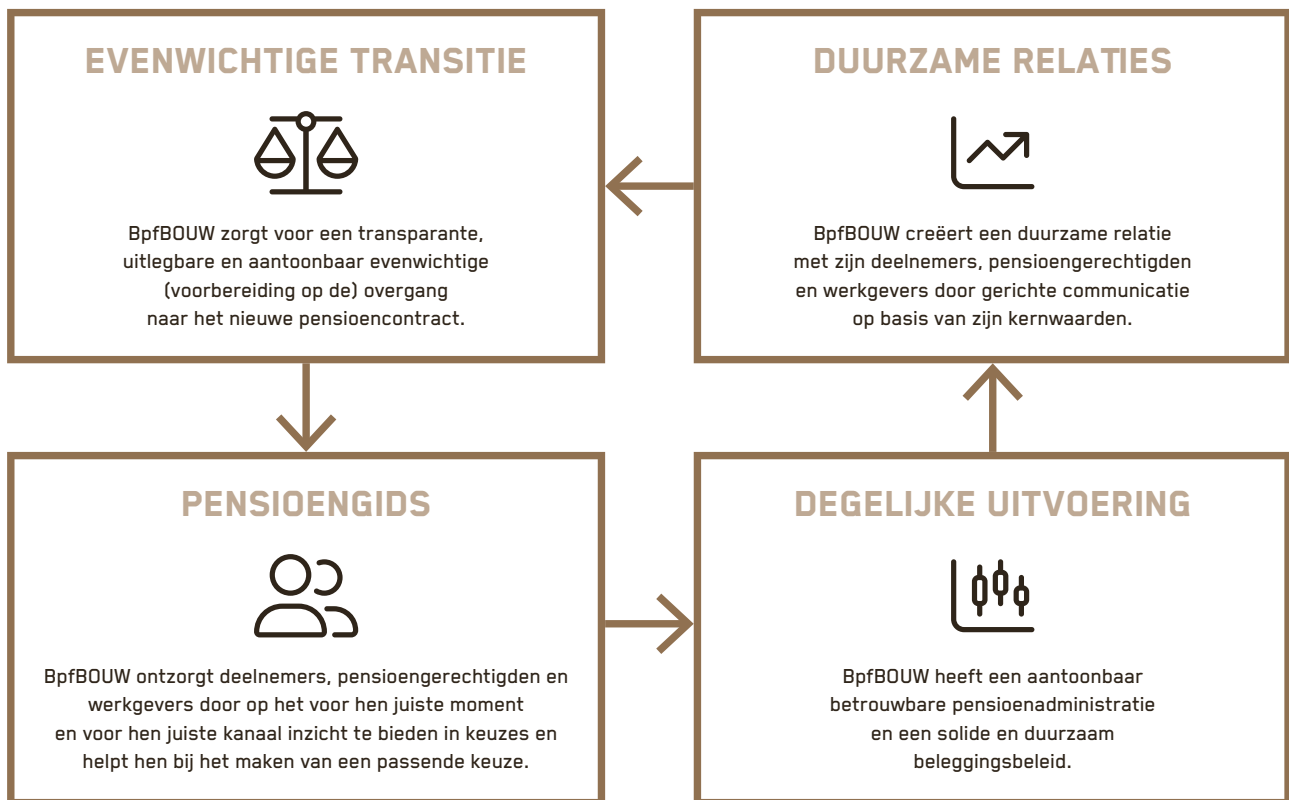 EVENWICHTIGE TRANSITIE
BpfBOUW zorgt voor een transparante,
uitlegbare en aantoonbaar evenwichtige
(voorbereiding op de) overgang
naar het nieuwe pensioencontract.
DUURZAME RELATIES
BpfBOUW creëert een duurzame relatie
met zijn deelnemers, pensioengerechtigden
en werkgevers door gerichte communicatie
op basis van zijn kernwaarden.
PENSIOENGIDS
BpfBOUW ontzorgt deelnemers, pensioengerechtigden en
werkgevers door op het voor hen juiste moment
en voor hen juiste kanaal inzicht te bieden in keuzes en
helpt hen bij het maken van een passende keuze.
DEGELIJKE UITVOERING
BpfBOUW heeft een aantoonbaar
betrouwbare pensioenadministratie
en een solide en duurzaam
beleggingsbeleid.